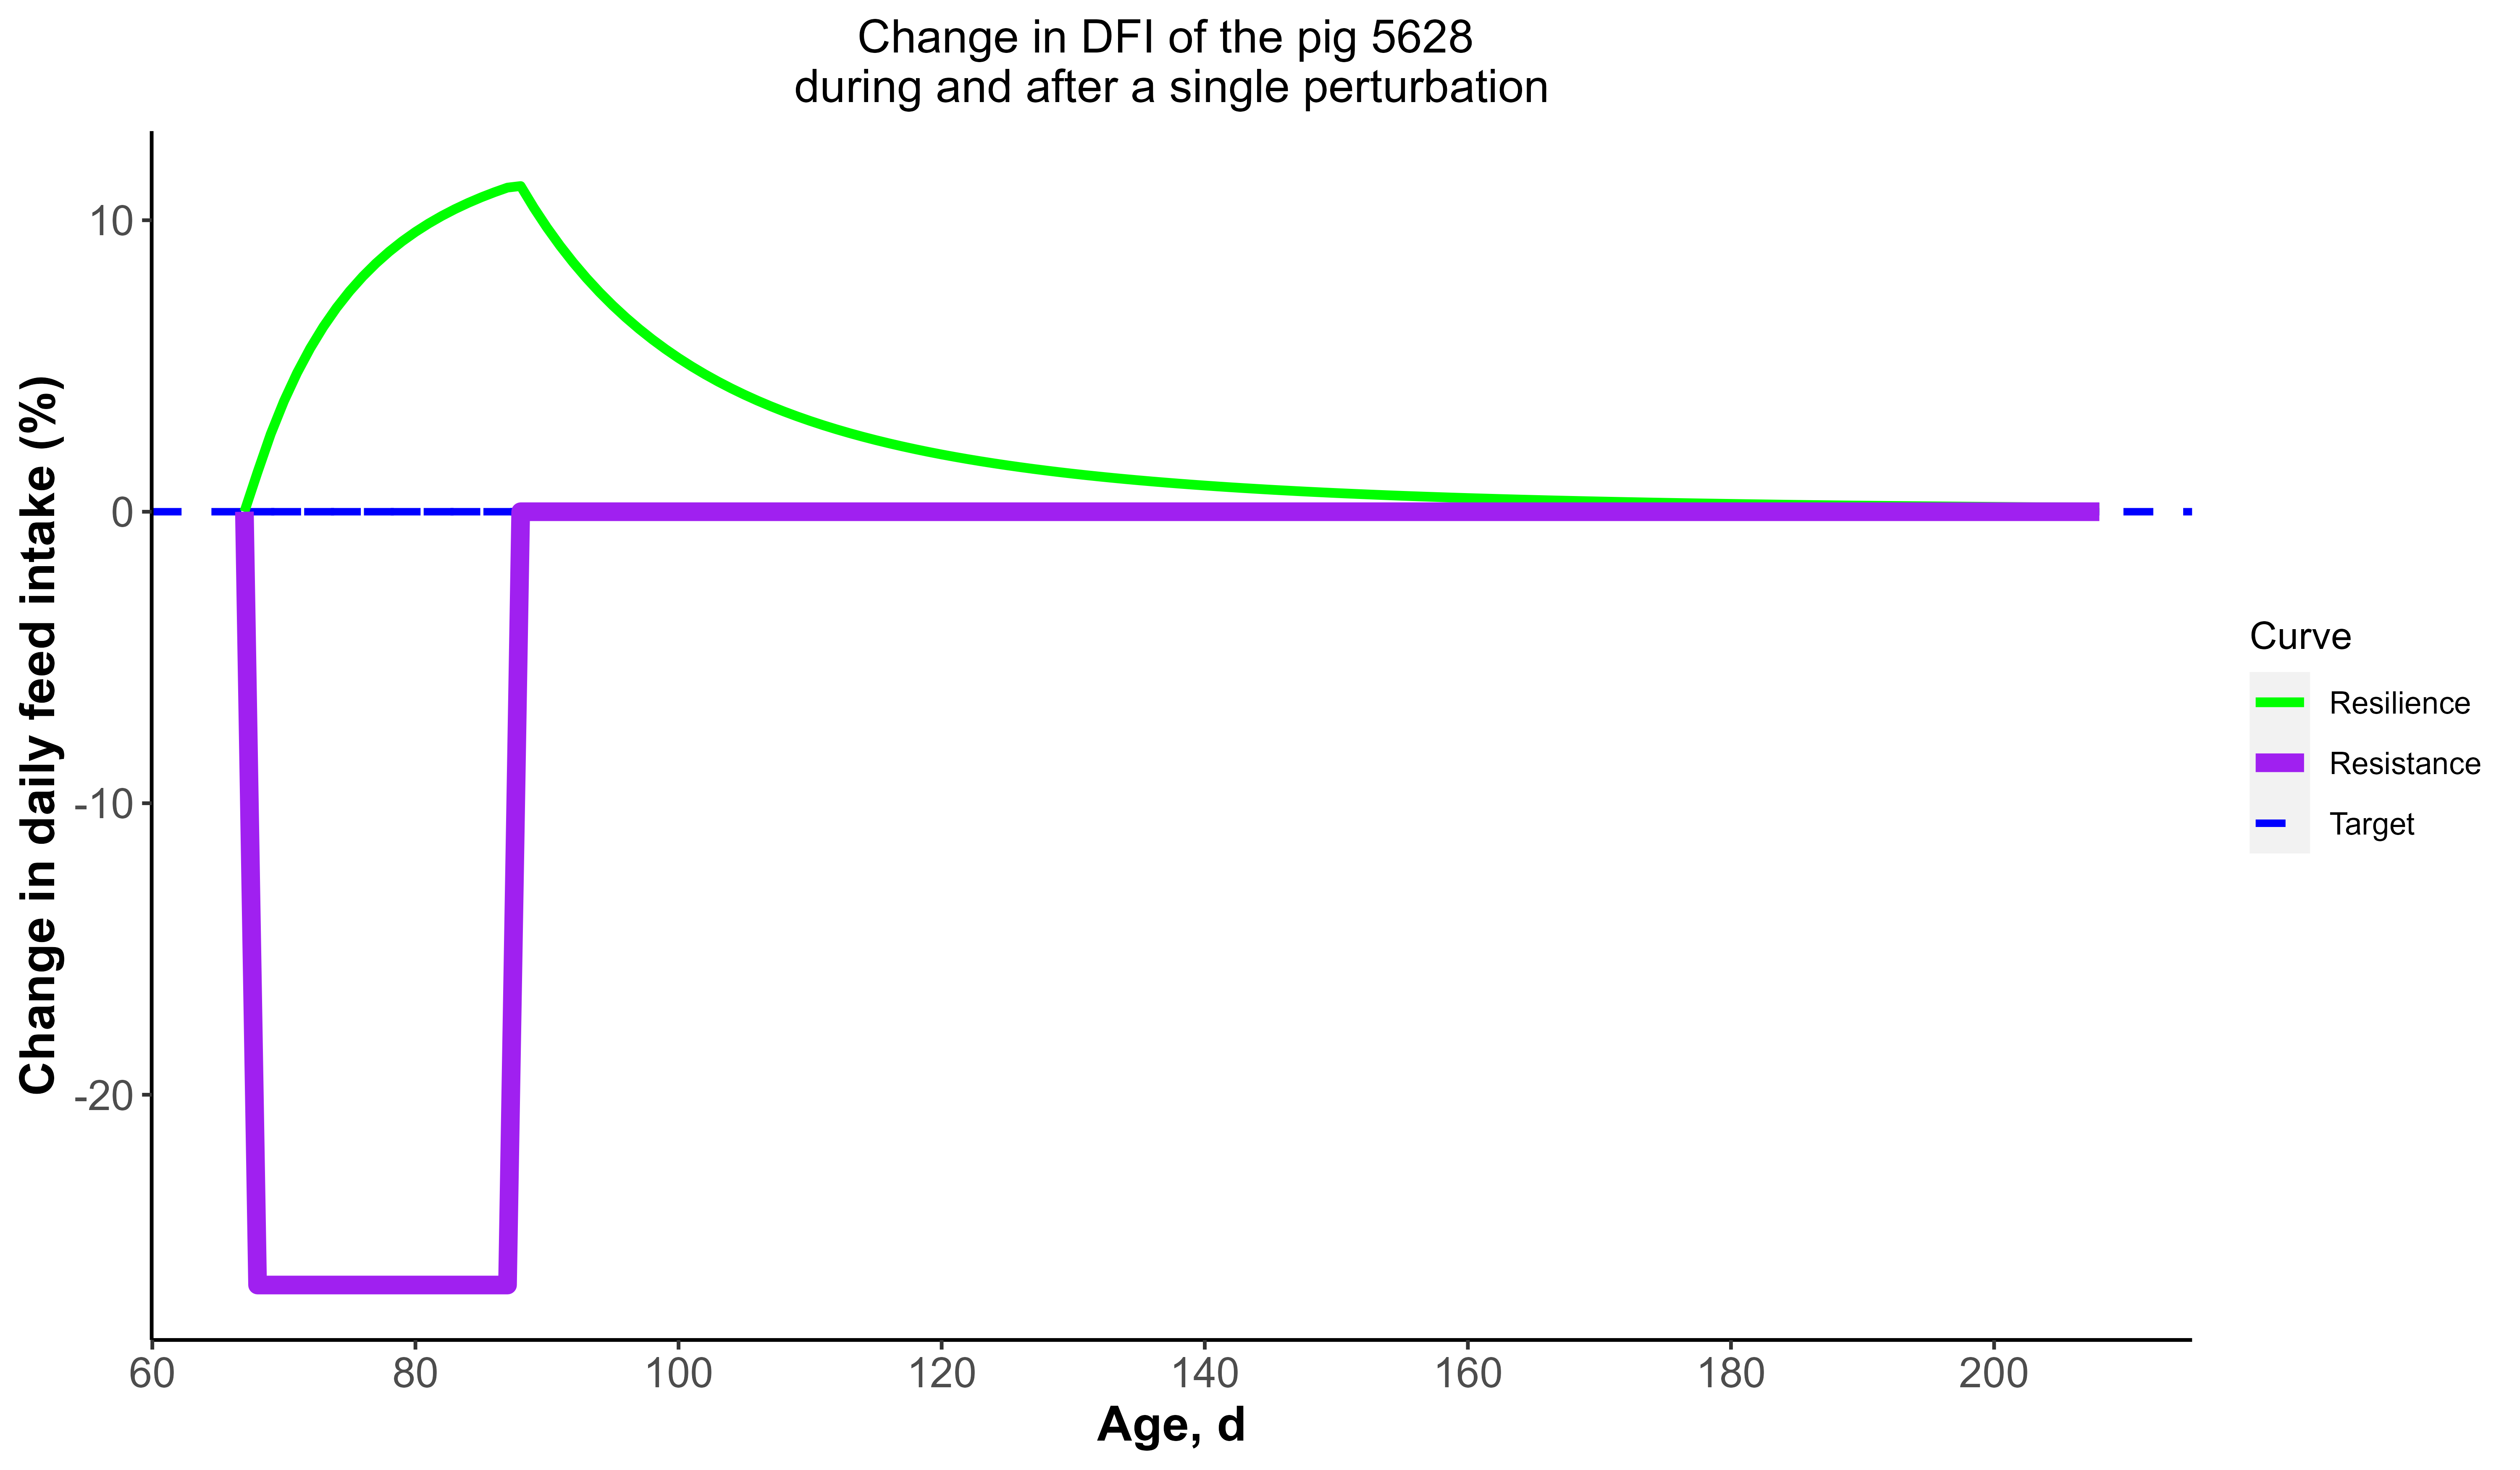 Change in DFI of the pig 5628
during and after a single perturbation
Change in daily feed intake (%)
10
0
-10
-20
60 80 100 120 140 160 180 200
Age, d
Curve
Resilience
Resistance
Target